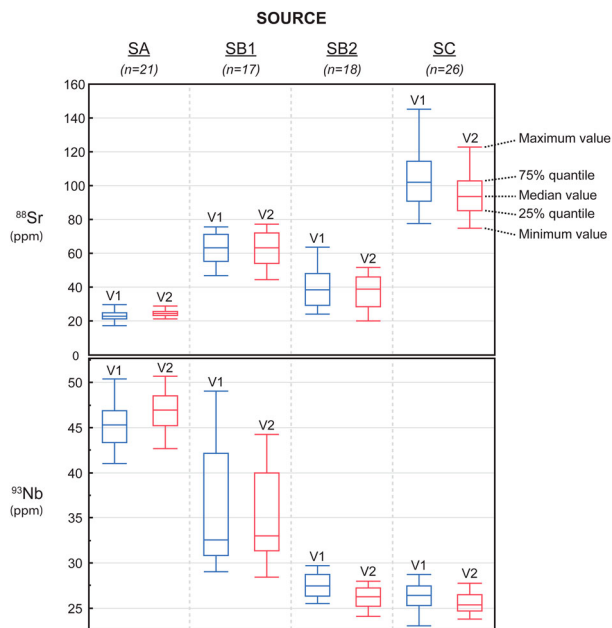 SOURCE
SA SB1 SB2 SC
(n=21) (n=17) (n=18) (n=26)
160
V1
140
V2
Maximum value
120
75% quantile
100
Median value
⁸⁸Sr
(ppm)
25% quantile
80
V1 V2
Minimum value
60
V1 V2
40
V1 V2
20
0
50
V1 V2
V1
45
V2
40
⁹³Nb
(ppm)
35
30
V1 V2 V1 V2
25